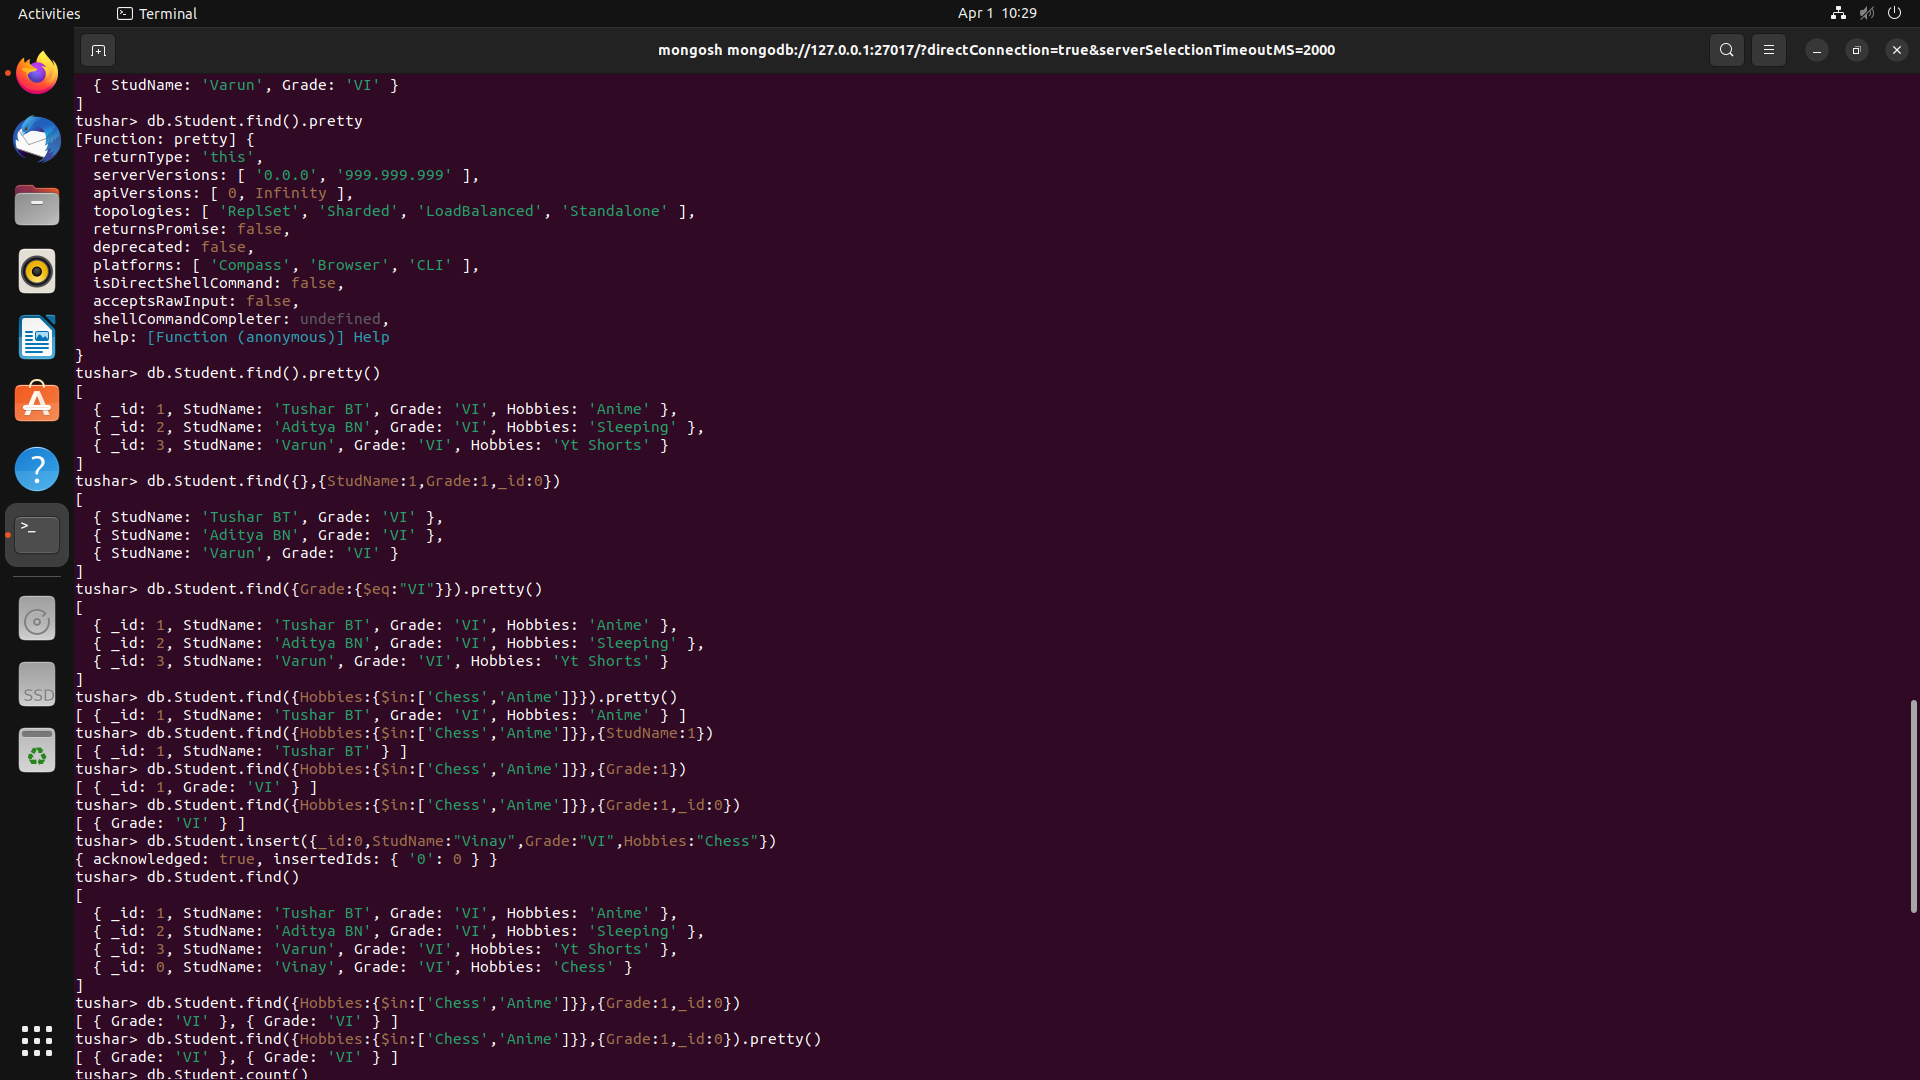 Activities
Terminal
Apr 1 10:29
mongosh mongodb://127.0.0.1:27017/?directConnection=true&serverSelectionTimeoutMS=2000
  { StudName: 'Varun', Grade: 'VI' }
]
tushar> db.Student.find().pretty
[Function: pretty] {
  returnType: 'this',
  serverVersions: [ '0.0.0', '999.999.999' ],
  apiVersions: [ 0, Infinity ],
  topologies: [ 'ReplSet', 'Sharded', 'LoadBalanced', 'Standalone' ],
  returnsPromise: false,
  deprecated: false,
  platforms: [ 'Compass', 'Browser', 'CLI' ],
  isDirectShellCommand: false,
  acceptsRawInput: false,
  shellCommandCompleter: undefined,
  help: [Function (anonymous)] Help
}
tushar> db.Student.find().pretty()
[
  { _id: 1, StudName: 'Tushar BT', Grade: 'VI', Hobbies: 'Anime' },
  { _id: 2, StudName: 'Aditya BN', Grade: 'VI', Hobbies: 'Sleeping' },
  { _id: 3, StudName: 'Varun', Grade: 'VI', Hobbies: 'Yt Shorts' }
]
tushar> db.Student.find({},{StudName:1,Grade:1,_id:0})
[
  { StudName: 'Tushar BT', Grade: 'VI' },
  { StudName: 'Aditya BN', Grade: 'VI' },
  { StudName: 'Varun', Grade: 'VI' }
]
tushar> db.Student.find({Grade:{$eq:"VI"}}).pretty()
[
  { _id: 1, StudName: 'Tushar BT', Grade: 'VI', Hobbies: 'Anime' },
  { _id: 2, StudName: 'Aditya BN', Grade: 'VI', Hobbies: 'Sleeping' },
  { _id: 3, StudName: 'Varun', Grade: 'VI', Hobbies: 'Yt Shorts' }
]
tushar> db.Student.find({Hobbies:{$in:['Chess','Anime']}}).pretty()
[ { _id: 1, StudName: 'Tushar BT', Grade: 'VI', Hobbies: 'Anime' } ]
tushar> db.Student.find({Hobbies:{$in:['Chess','Anime']}},{StudName:1})
[ { _id: 1, StudName: 'Tushar BT' } ]
tushar> db.Student.find({Hobbies:{$in:['Chess','Anime']}},{Grade:1})
[ { _id: 1, Grade: 'VI' } ]
tushar> db.Student.find({Hobbies:{$in:['Chess','Anime']}},{Grade:1,_id:0})
[ { Grade: 'VI' } ]
tushar> db.Student.insert({_id:0,StudName:"Vinay",Grade:"VI",Hobbies:"Chess"})
{ acknowledged: true, insertedIds: { '0': 0 } }
tushar> db.Student.find()
[
  { _id: 1, StudName: 'Tushar BT', Grade: 'VI', Hobbies: 'Anime' },
  { _id: 2, StudName: 'Aditya BN', Grade: 'VI', Hobbies: 'Sleeping' },
  { _id: 3, StudName: 'Varun', Grade: 'VI', Hobbies: 'Yt Shorts' },
  { _id: 0, StudName: 'Vinay', Grade: 'VI', Hobbies: 'Chess' }
]
tushar> db.Student.find({Hobbies:{$in:['Chess','Anime']}},{Grade:1,_id:0})
[ { Grade: 'VI' }, { Grade: 'VI' } ]
tushar> db.Student.find({Hobbies:{$in:['Chess','Anime']}},{Grade:1,_id:0}).pretty()
[ { Grade: 'VI' }, { Grade: 'VI' } ]
tushar> db.Student.count()
SSD